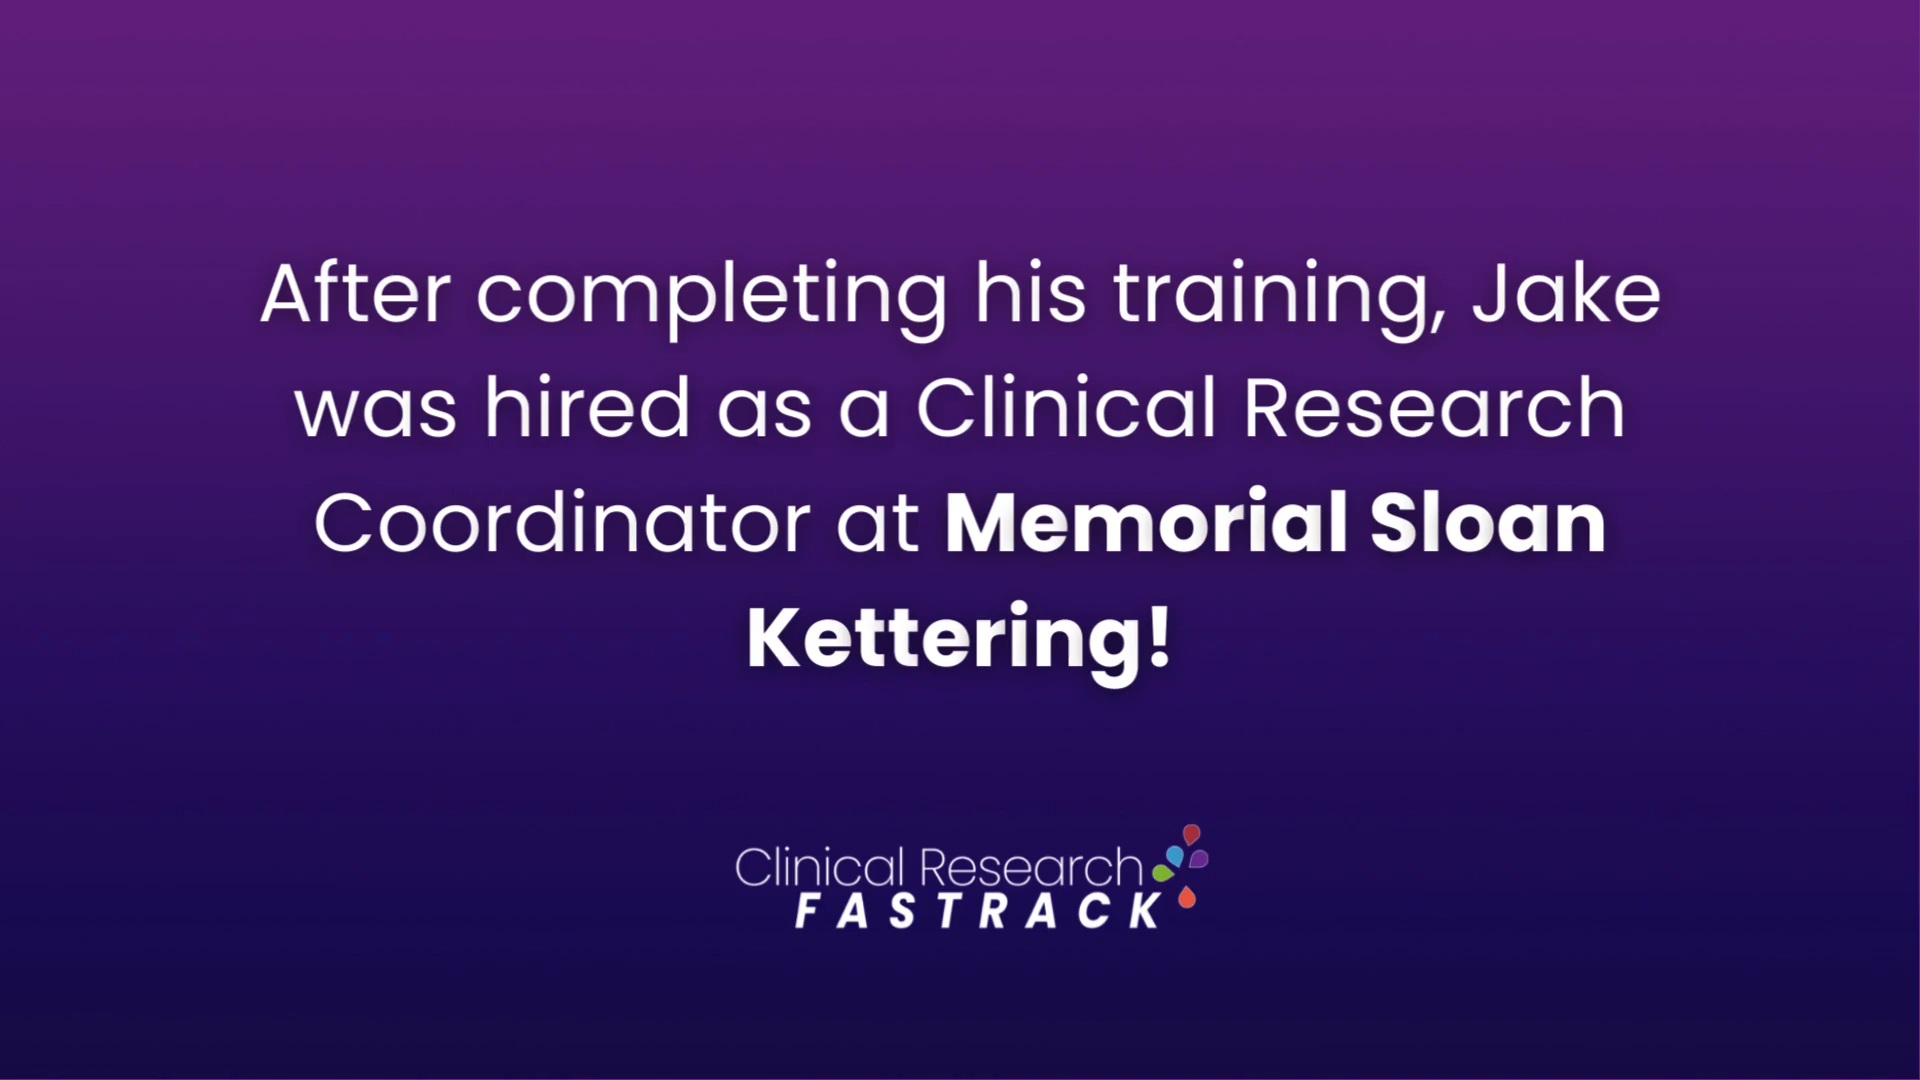 After completing his training, Jake
was hired as a Clinical Research
Coordinator at Memorial Sloan
Kettering!
Clinical Research
FASTRACK